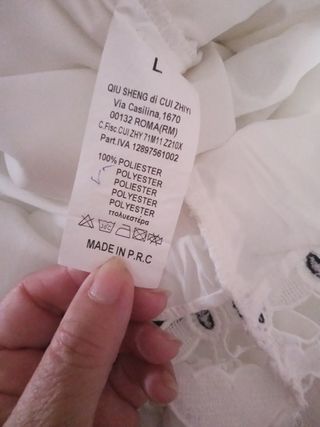 L
QIU SHENG di CUI ZHIYI
Via Casilina,1670
00132 ROMA(RM)
C.Fisc.CUI ZHY 71M11 Z210X
Part.IVA 12897561002
100% POLIESTER
POLYESTER
POLIESTER
POLYESTER
POLYESTER
πολυεστέρα
MADE IN P.R.C